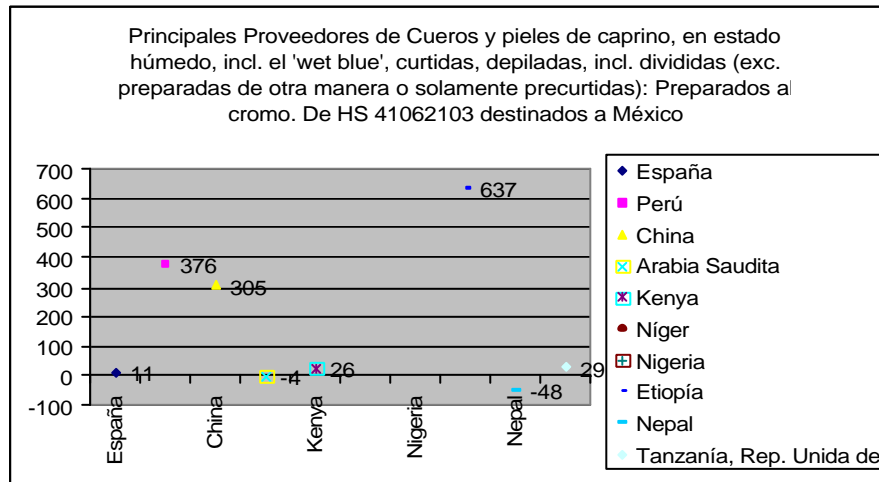 Principales Proveedores de Cueros y pieles de caprino, en estado
húmedo, incl. el 'wet blue', curtidas, depiladas, incl. divididas (exc.
preparadas de otra manera o solamente precurtidas): Preparados al
cromo. De HS 41062103 destinados a México
700
600
500
400
300
200
100
0
-100
11
376
305
-4
26
637
-48
29
España
China
Kenya
Nigeria
Nepal
España
Perú
China
Arabia Saudita
Kenya
Níger
Nigeria
Etiopía
Nepal
Tanzanía, Rep. Unida de